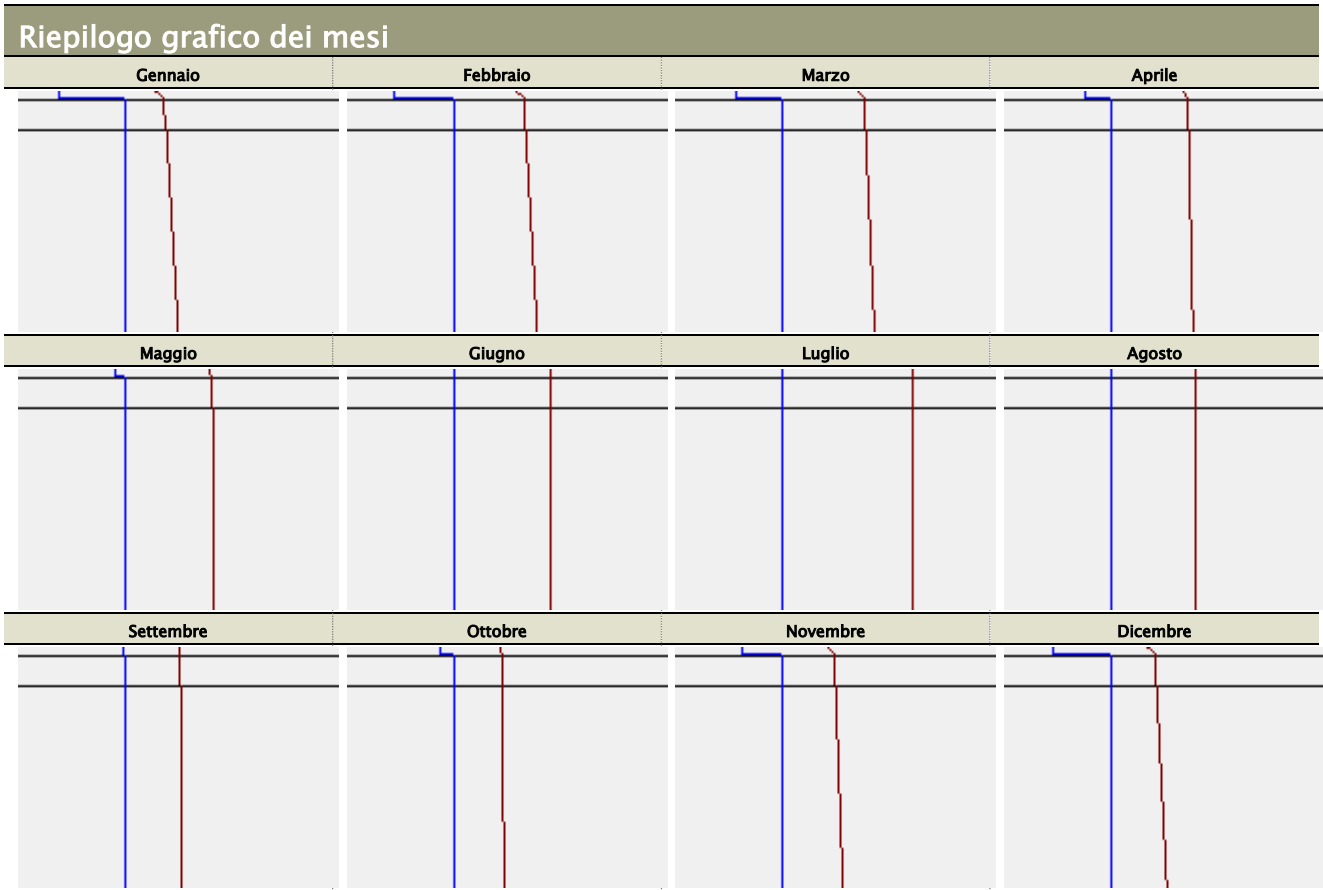 Riepilogo grafico dei mesi
Gennaio Febbraio Marzo Aprile
Maggio Giugno Luglio Agosto
Settembre Ottobre Novembre Dicembre